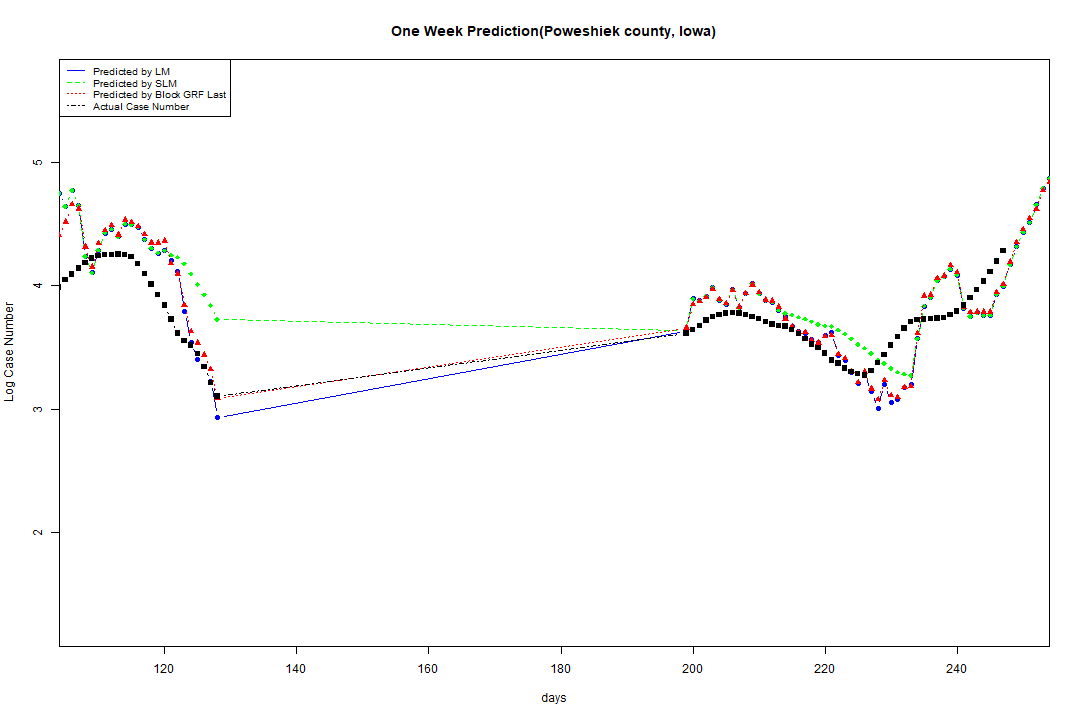 One Week Prediction(Poweshiek county, Iowa)
Predicted by LM
Predicted by SLM
Predicted by Block GRF Last
Actual Case Number
5
4
3
2
Log Case Number
120 140 160 180 200 220 240
days